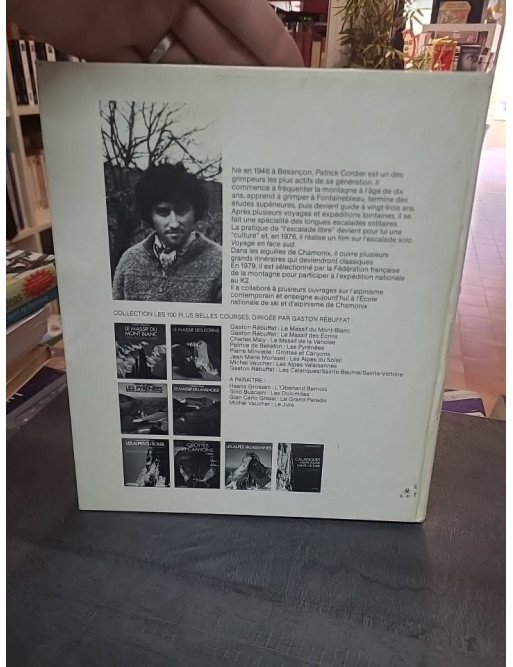 Né en 1946 à Besançon, Patrick Cordier est un des
grimpeurs les plus actifs de sa génération. Il
commence à fréquenter la montagne à l'âge de dix
ans, apprend à grimper à Fontainebleau, termine des
études supérieures, puis devient guide à vingt-trois ans.
Après plusieurs voyages et expéditions lointaines, il se
fait une spécialité des longues escalades solitaires.
La pratique de "l'escalade libre" devient pour lui une
"culture" et, en 1976, il réalise un film sur l'escalade solo
Voyage en face sud.
Dans les aiguilles de Chamonix, il ouvre plusieurs
grands itinéraires qui deviendront classiques.
En 1979, il est sélectionné par la Fédération française
de la montagne pour participer à l'expédition nationale
au K2.
Il a collaboré à plusieurs ouvrages sur l'alpinisme
contemporain et enseigne aujourd'hui à l'École
nationale de ski et d'alpinisme de Chamonix.
COLLECTION LES 100 PLUS BELLES COURSES, DIRIGÉE PAR GASTON RÉBUFFAT:
Gaston Rébuffat : Le Massif du Mont-Blanc
Gaston Rébuffat : Le Massif des Écrins
Charles Maly : Le Massif de la Vanoise
Patrice de Bellefon : Les Pyrénées
Pierre Minvielle : Grottes et Canyons
Jean-Marie Morisset : Les Alpes du Soleil
Michel Vaucher : Les Alpes Valaisannes
Gaston Rébuffat : Les Calanques/Sainte-Baume/Sainte-Victoire
A PARAÎTRE :
Heans Grossen : L'Oberland Bernois
Gino Buscaini : Les Dolomites
Gian Carlo Grassi : Le Grand Paradis
Michel Vaucher : Le Jura
LE MASSIF DU
MONT BLANC
LE MASSIF DES ÉCRINS
LES PYRÉNÉES
LE MASSIF DE LA VANOISE
LES ALPES DU SOLEIL
GROTTES
ET CANYONS
LES ALPES VALAISANNES
CALANQUES
SAINTE BAUME
SAINTE VICTOIRE